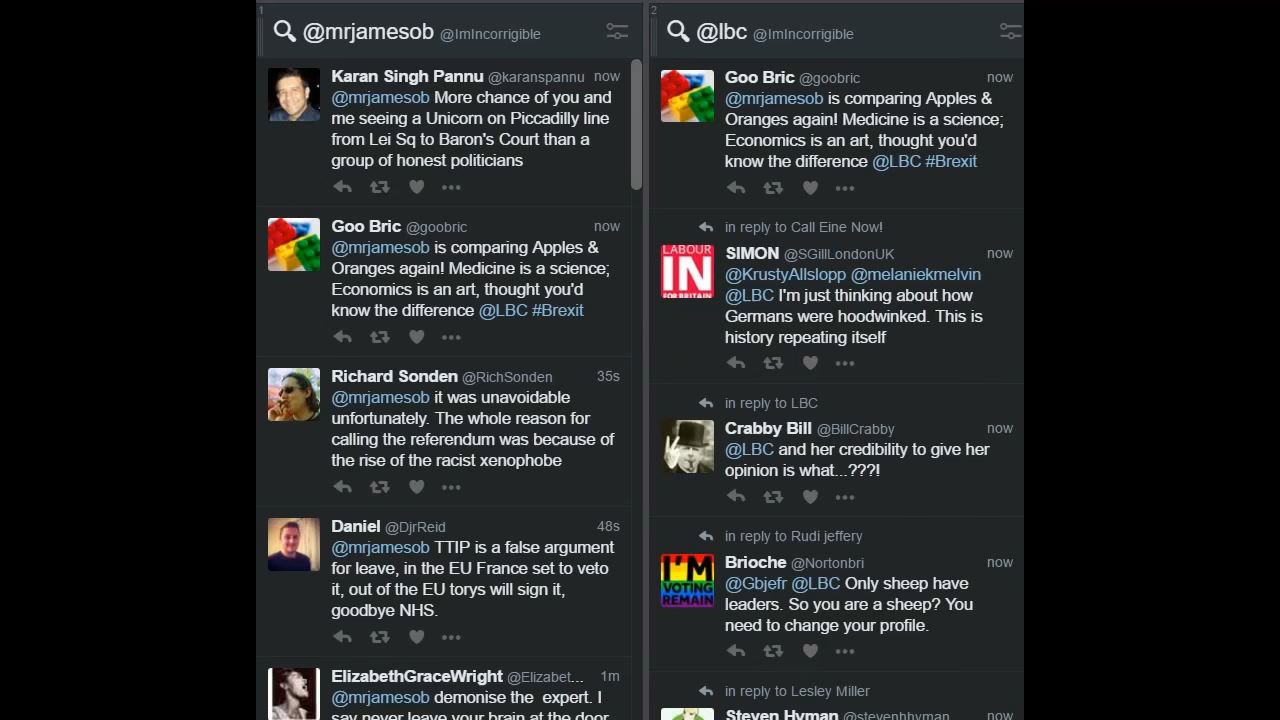 1
@mrjamesob @ImIncorrigible
Karan Singh Pannu @karanspannu now
@mrjamesob More chance of you and
me seeing a Unicorn on Piccadilly line
from Lei Sq to Baron's Court than a
group of honest politicians
Goo Bric @goobric now
@mrjamesob is comparing Apples &
Oranges again! Medicine is a science;
Economics is an art, thought you'd
know the difference @LBC #Brexit
Richard Sonden @RichSonden 35s
@mrjamesob it was unavoidable
unfortunately. The whole reason for
calling the referendum was because of
the rise of the racist xenophobe
Daniel @DjrReid 48s
@mrjamesob TTIP is a false argument
for leave, in the EU France set to veto
it, out of the EU torys will sign it,
goodbye NHS.
ElizabethGraceWright @Elizabet... 1m
@mrjamesob demonise the expert. I
say never leave your brain at the door
2
@lbc @ImIncorrigible
Goo Bric @goobric now
@mrjamesob is comparing Apples &
Oranges again! Medicine is a science;
Economics is an art, thought you'd
know the difference @LBC #Brexit
in reply to Call Eine Now!
LABOUR
IN
FOR BRITAIN
SIMON @SGillLondonUK now
@KrustyAllslopp @melaniekmelvin
@LBC I'm just thinking about how
Germans were hoodwinked. This is
history repeating itself
in reply to LBC
Crabby Bill @BillCrabby now
@LBC and her credibility to give her
opinion is what...???!
in reply to Rudi jeffery
I'M
VOTING
REMAIN
Brioche @Nortonbri now
@Gbjefr @LBC Only sheep have
leaders. So you are a sheep? You
need to change your profile.
in reply to Lesley Miller
Steven Hyman @stevenhhyman now